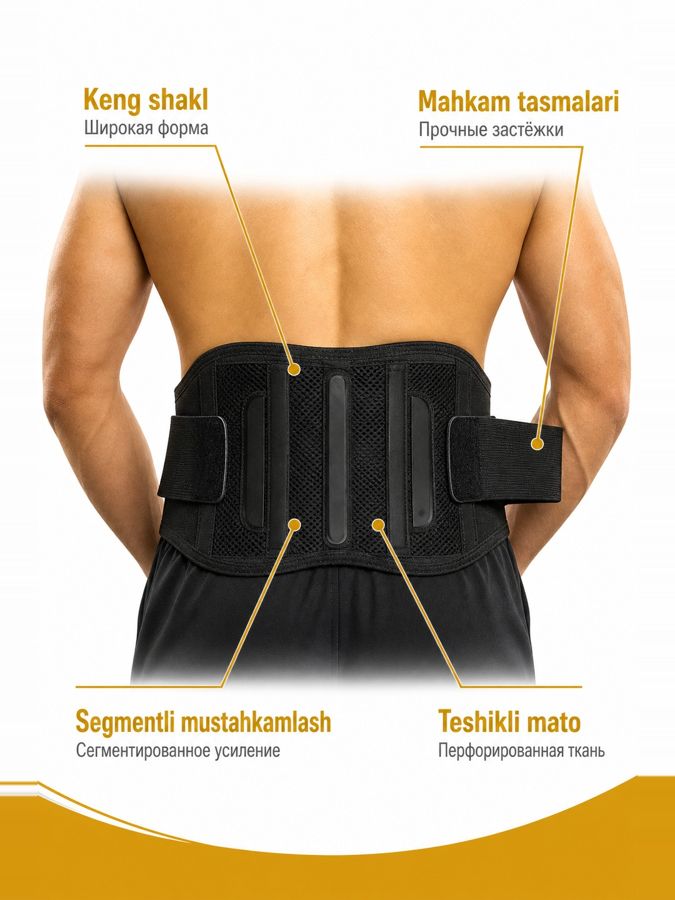 Keng shakl
Широкая форма
Mahkam tasmalari
Прочные застёжки
Segmentli mustahkamlash
Сегментированное усиление
Teshikli mato
Перфорированная ткань